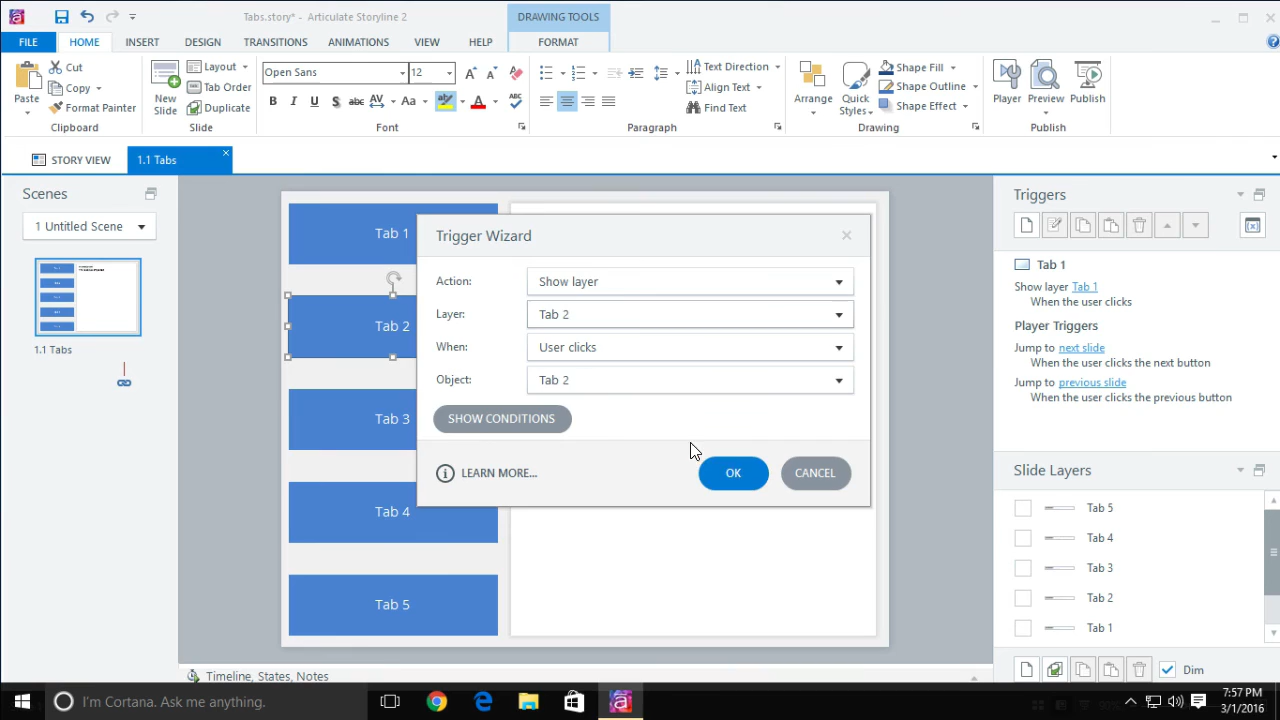 Tabs.story* - Articulate Storyline 2
DRAWING TOOLS
FILE
HOME
INSERT
DESIGN
TRANSITIONS
ANIMATIONS
VIEW
HELP
FORMAT
Paste
Cut
Copy
Format Painter
Clipboard
New Slide
Layout
Tab Order
Duplicate
Slide
Open Sans
12
Font
Text Direction
Align Text
Find Text
Paragraph
Arrange
Quick Styles
Shape Fill
Shape Outline
Shape Effect
Drawing
Player
Preview
Publish
Publish
STORY VIEW
1.1 Tabs
Scenes
1 Untitled Scene
1.1 Tabs
Tab 1
Tab 2
Tab 3
Tab 4
Tab 5
Trigger Wizard
Action:
Show layer
Layer:
Tab 2
When:
User clicks
Object:
Tab 2
SHOW CONDITIONS
LEARN MORE...
OK
CANCEL
Triggers
Tab 1
Show layer Tab 1
When the user clicks
Player Triggers
Jump to next slide
When the user clicks the next button
Jump to previous slide
When the user clicks the previous button
Slide Layers
Tab 5
Tab 4
Tab 3
Tab 2
Tab 1
Dim
Timeline, States, Notes
I'm Cortana. Ask me anything.
7:57 PM
3/1/2016